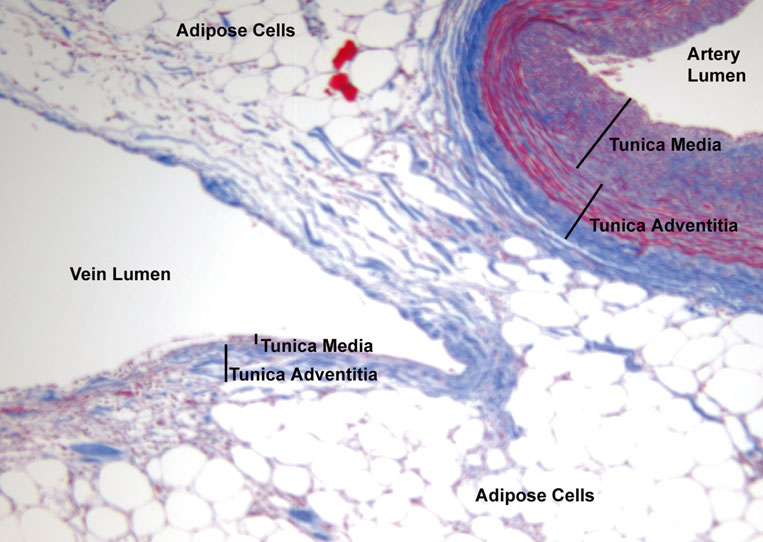 Adipose Cells
Artery
Lumen
Tunica Media
Tunica Adventitia
Vein Lumen
Tunica Media
Tunica Adventitia
Adipose Cells